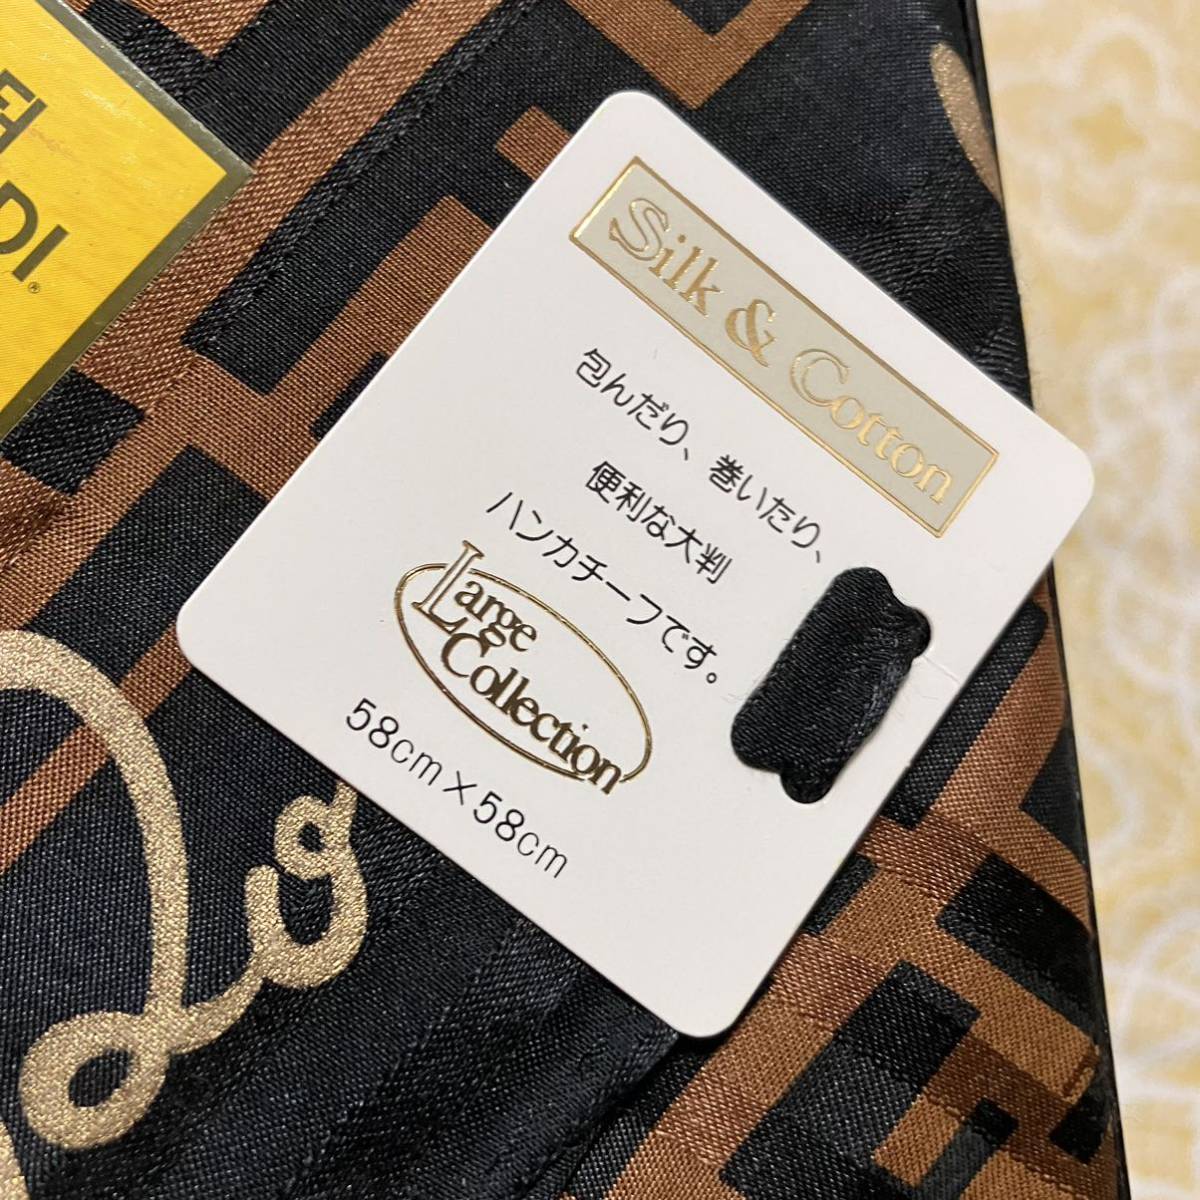 DI®
Silk & Cotton
包んだり、巻いたり、
便利な大判
ハンカチーフです。
Large
Collection
58cm×58cm